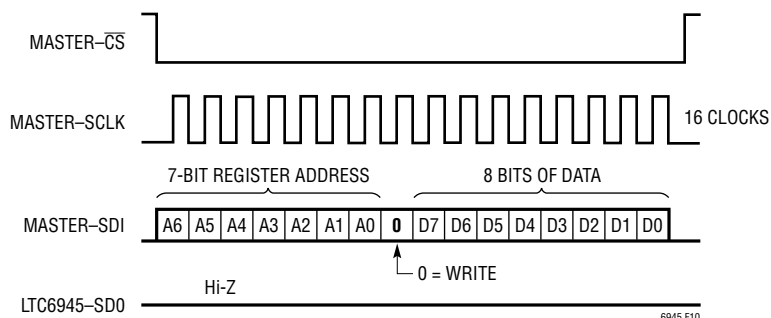 MASTER–C̅S̅
MASTER–SCLK
16 CLOCKS
7-BIT REGISTER ADDRESS 8 BITS OF DATA
MASTER–SDI A6 A5 A4 A3 A2 A1 A0 0 D7 D6 D5 D4 D3 D2 D1 D0
0 = WRITE
Hi-Z
LTC6945–SD0
6945 F10